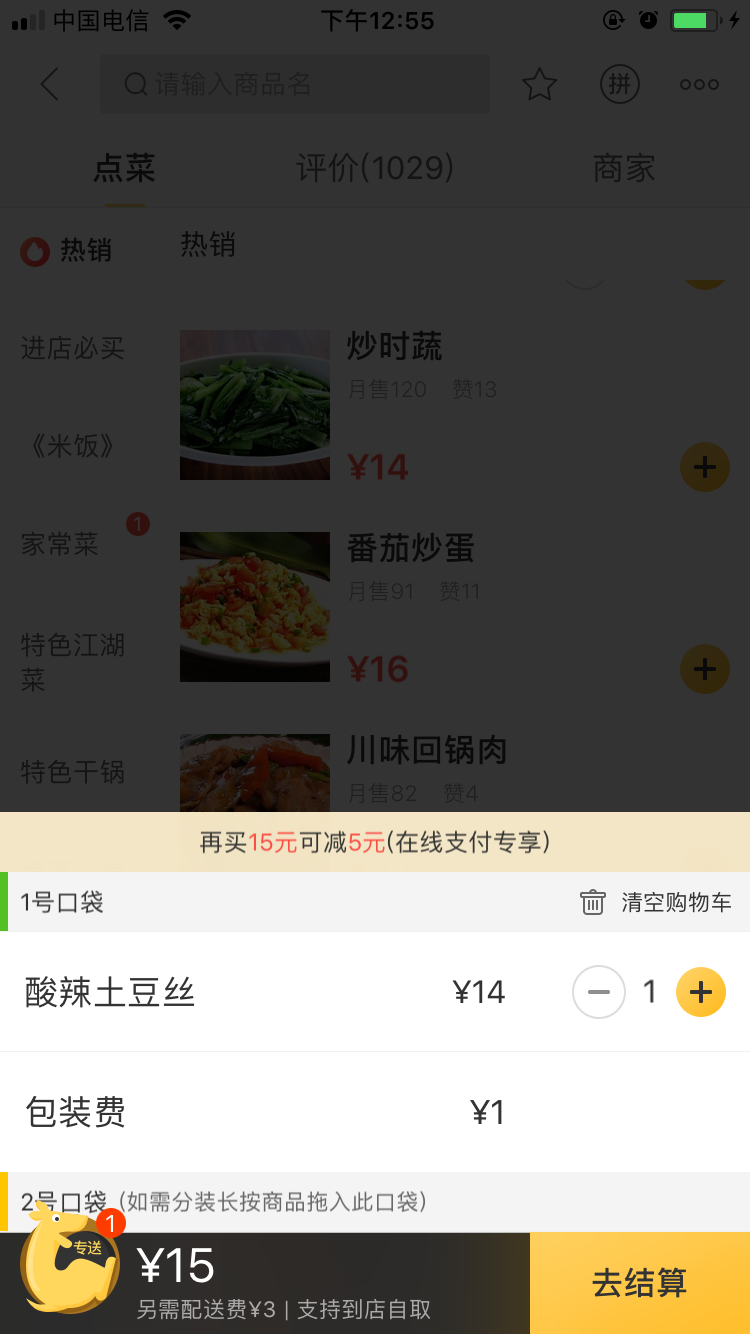 中国电信 下午12:55
请输入商品名 拼
点菜 评价(1029) 商家
热销 热销
进店必买
《米饭》
家常菜 1
特色江湖
菜
特色干锅
炒时蔬
月售120 赞13
¥14
番茄炒蛋
月售91 赞11
¥16
川味回锅肉
月售82 赞4
再买15元可减5元(在线支付专享)
1号口袋 清空购物车
酸辣土豆丝 ¥14 1
包装费 ¥1
2号口袋 (如需分装长按商品拖入此口袋)
专送 1
¥15
另需配送费¥3 | 支持到店自取
去结算